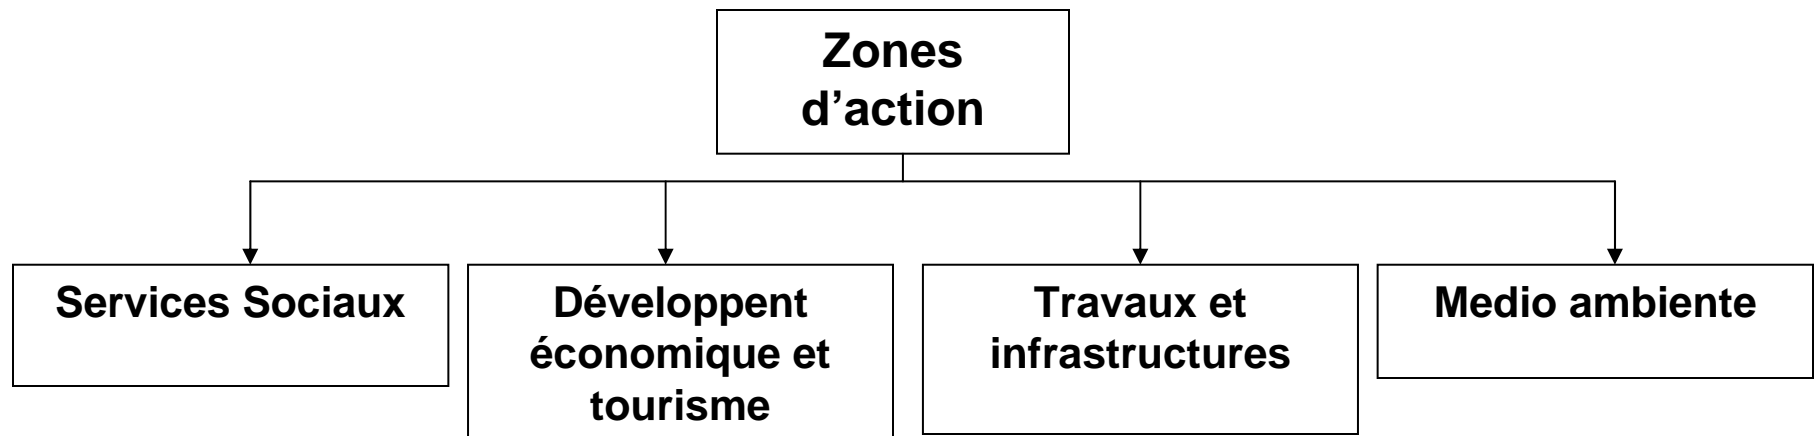 Zones
d’action
Services Sociaux
Développent
économique et
tourisme
Travaux et
infrastructures
Medio ambiente